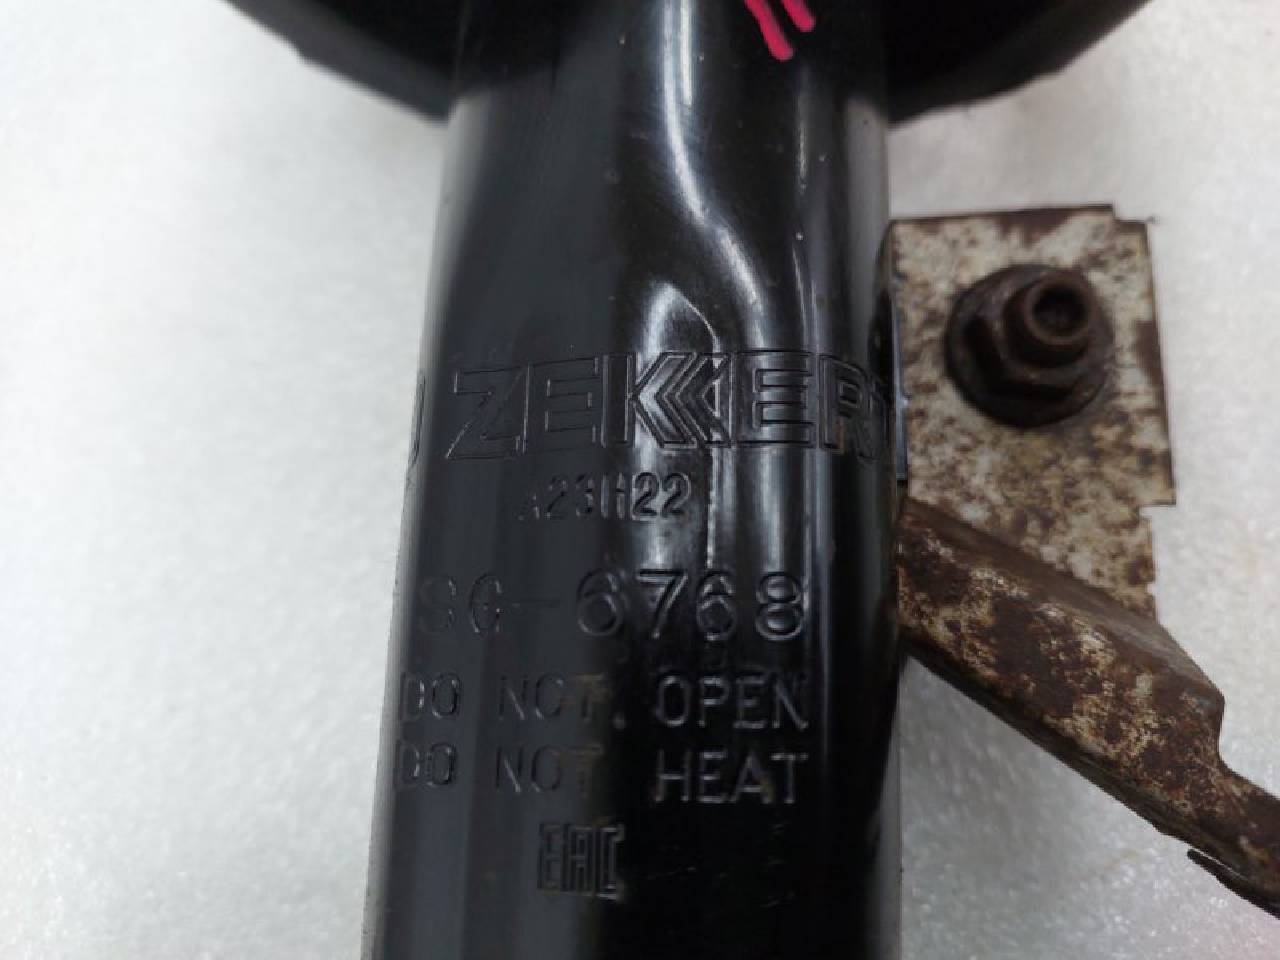 ZEKKERT
A23H22
SG-6768
DO NOT OPEN
DO NOT HEAT
EAC